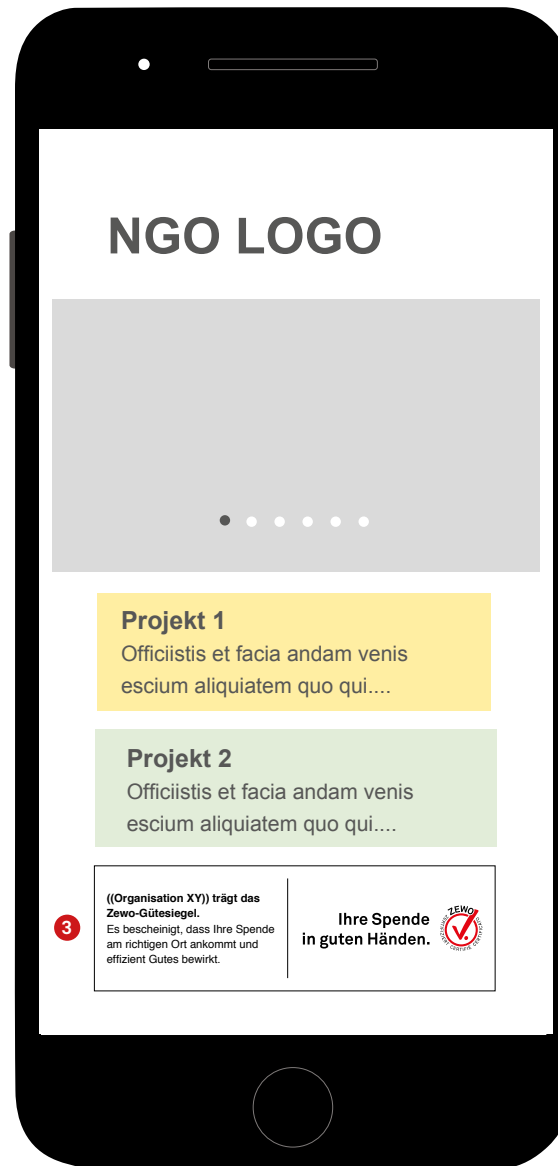 NGO LOGO
Projekt 1
Officiistis et facia andam venis
escium aliquiatem quo qui....
Projekt 2
Officiistis et facia andam venis
escium aliquiatem quo qui....
3
((Organisation XY)) trägt das
Zewo-Gütesiegel.
Es bescheinigt, dass Ihre Spende
am richtigen Ort ankommt und
effizient Gutes bewirkt.
Ihre Spende
in guten Händen.
ZEWO